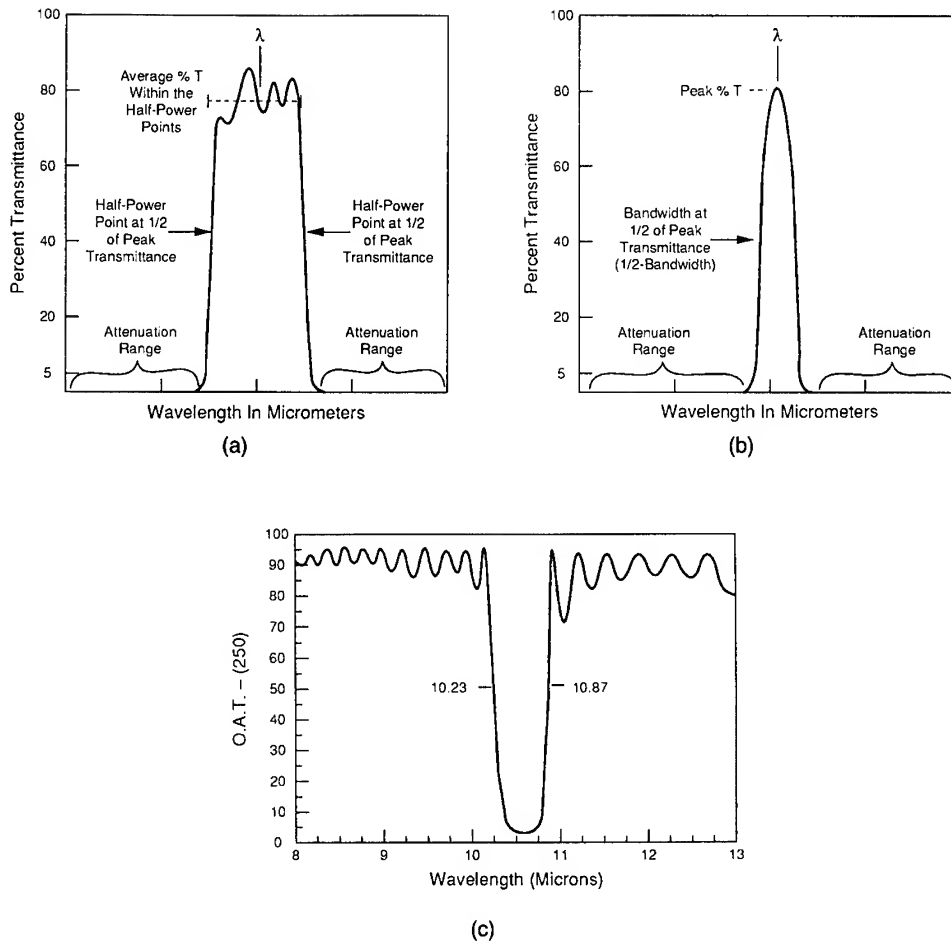 100
80
60
40
20
5
Percent Transmittance
λ
Average % T
Within the
Half-Power
Points
Half-Power
Point at 1/2
of Peak
Transmittance
Half-Power
Point at 1/2
of Peak
Transmittance
Attenuation
Range
Attenuation
Range
Wavelength In Micrometers
(a)
100
80
60
40
20
5
Percent Transmittance
λ
Peak % T
Bandwidth at
1/2 of Peak
Transmittance
(1/2-Bandwidth)
Attenuation
Range
Attenuation
Range
Wavelength In Micrometers
(b)
100
90
80
70
60
50
40
30
20
10
0
O.A.T. – (250)
10.23
10.87
8 9 10 11 12 13
Wavelength (Microns)
(c)